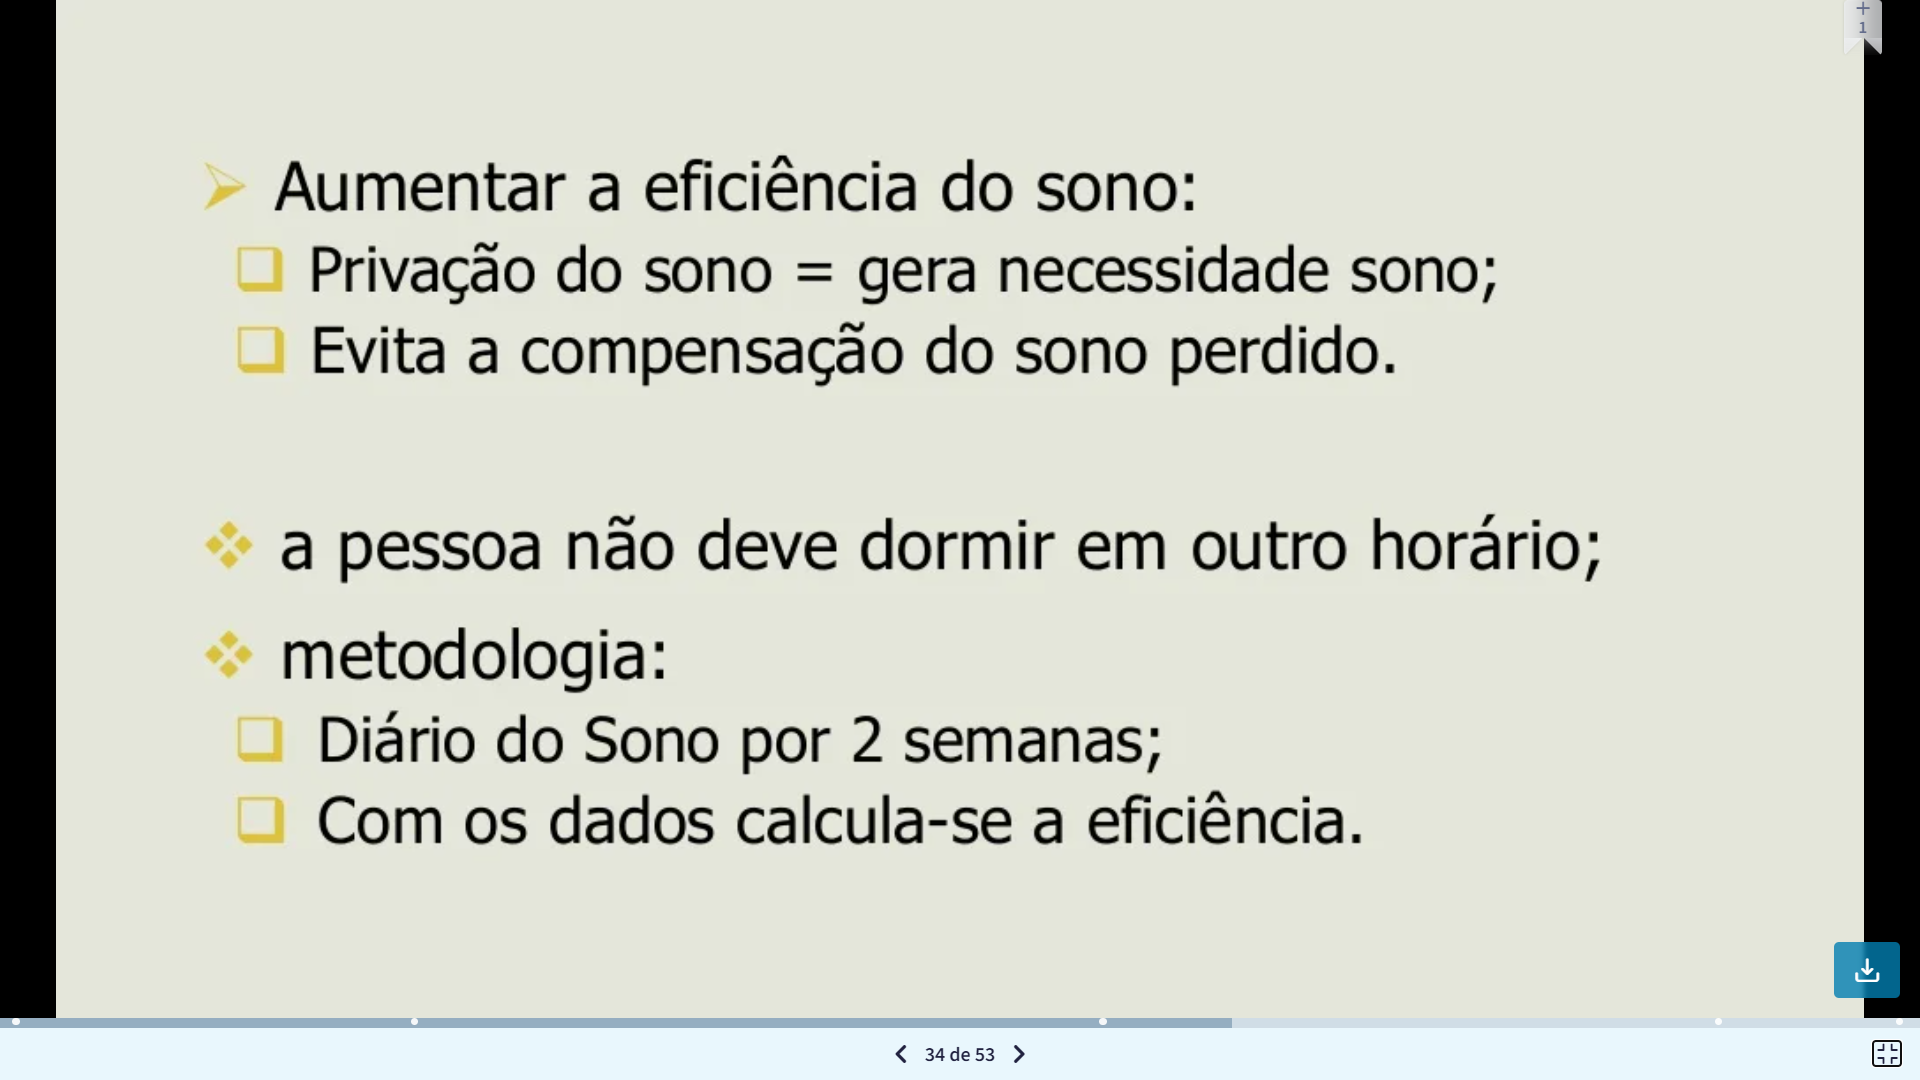 +
1
Aumentar a eficiência do sono:
Privação do sono = gera necessidade sono;
Evita a compensação do sono perdido.
a pessoa não deve dormir em outro horário;
metodologia:
Diário do Sono por 2 semanas;
Com os dados calcula-se a eficiência.
34 de 53